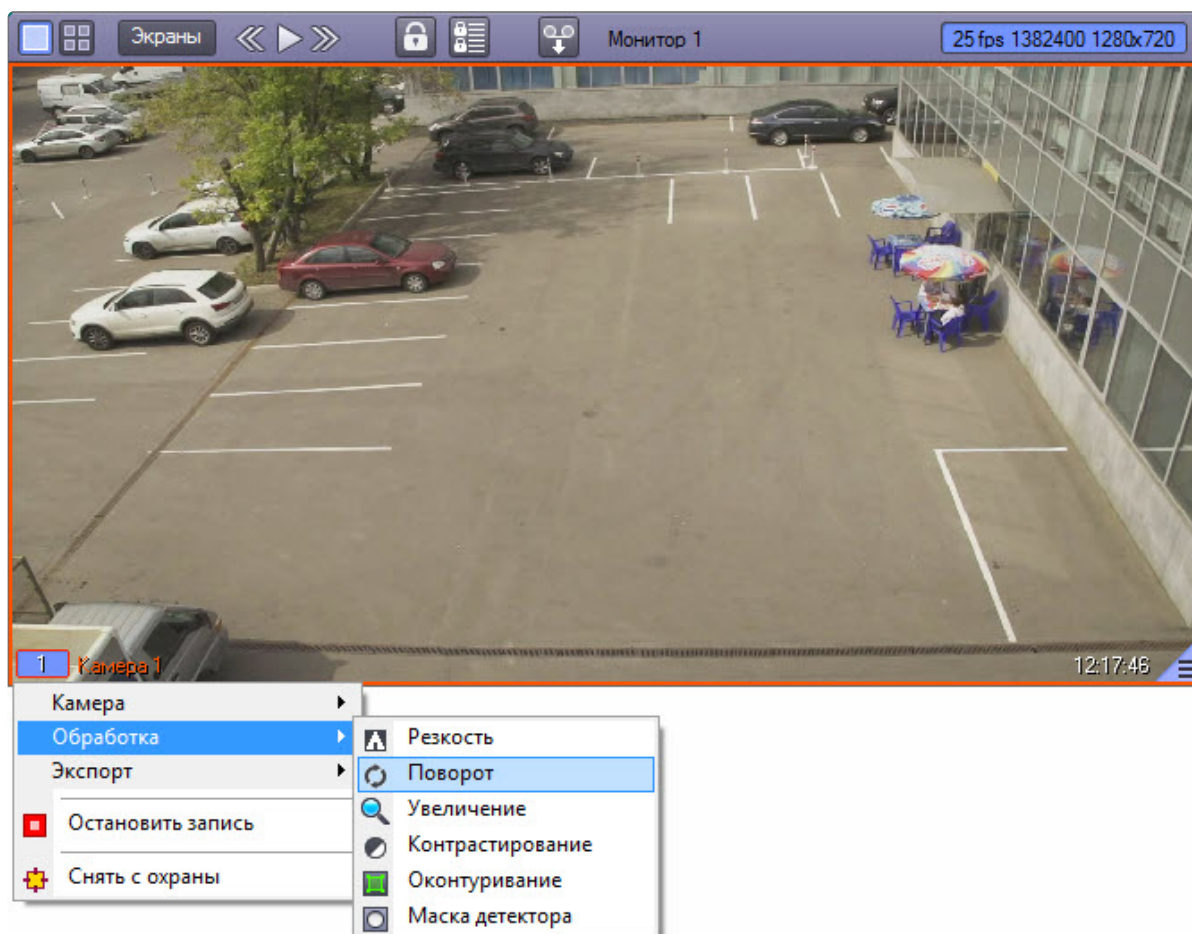 Экраны
Монитор 1
25 fps 1382400 1280x720
1
Камера 1
12:17:46
Камера
Обработка
Экспорт
Остановить запись
Снять с охраны
Резкость
Поворот
Увеличение
Контрастирование
Оконтуривание
Маска детектора